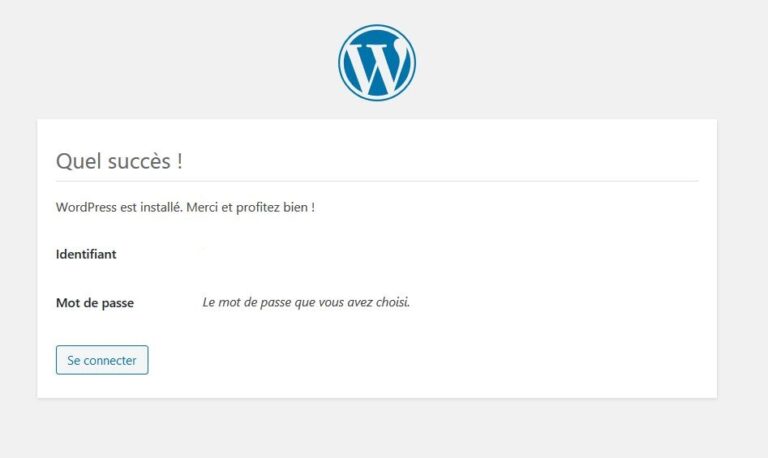 Quel succès !
WordPress est installé. Merci et profitez bien !
Identifiant
Mot de passe Le mot de passe que vous avez choisi.
Se connecter